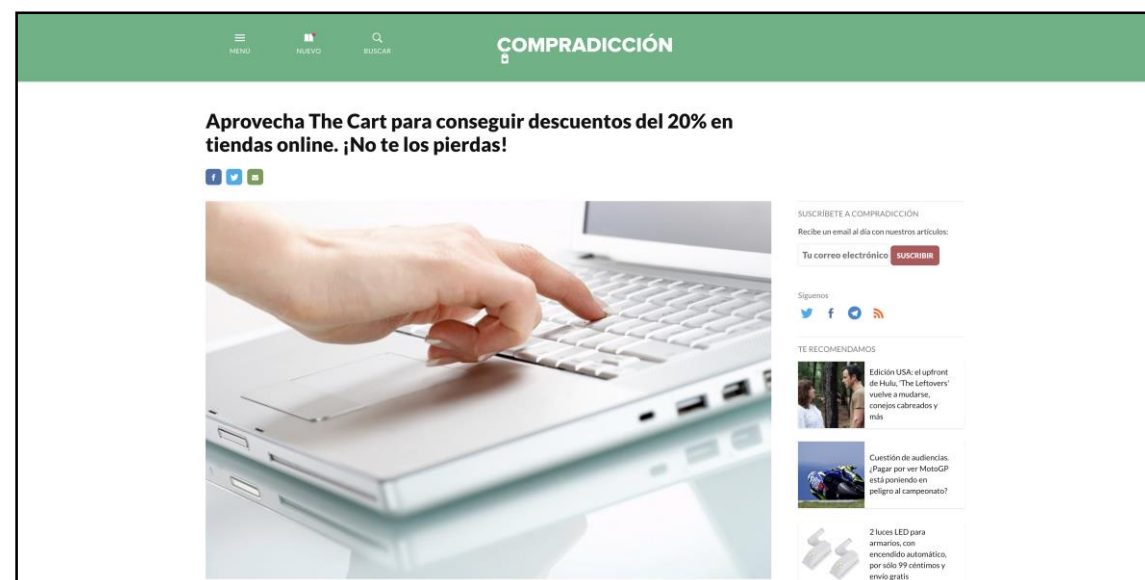 MENÚ
NUEVO
BUSCAR
COMPRADICCIÓN
Aprovecha The Cart para conseguir descuentos del 20% en
tiendas online. ¡No te los pierdas!
SUSCRÍBETE A COMPRADICCIÓN
Recibe un email al día con nuestros artículos:
Tu correo electrónico
SUSCRIBIR
Síguenos
TE RECOMENDAMOS
Edición USA: el upfront
de Hulu, 'The Leftovers'
vuelve a mudarse,
conejos cabreados y
más
Cuestión de audiencias.
¿Pagar por ver MotoGP
está poniendo en
peligro al campeonato?
2 luces LED para
armarios, con
encendido automático,
por sólo 99 céntimos y
envío gratis